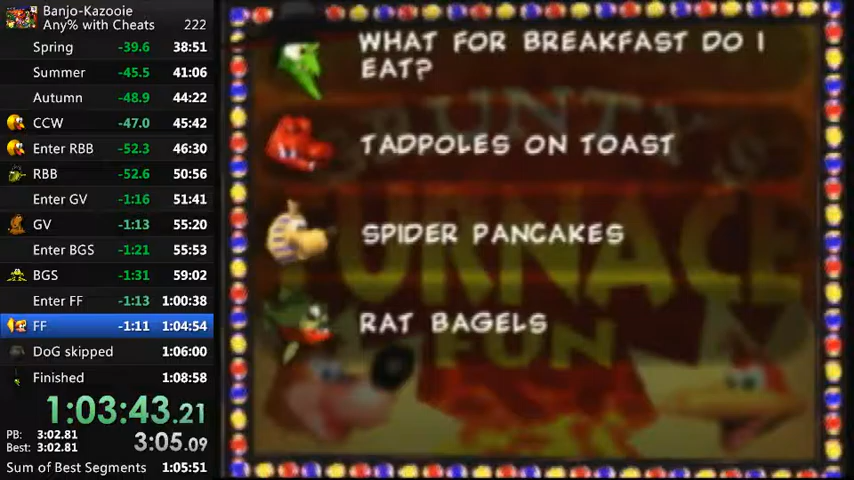 Banjo-Kazooie
Any% with Cheats 222
Spring -39.6 38:51
Summer -45.5 41:06
Autumn -48.9 44:22
CCW -47.0 45:42
Enter RBB -52.3 46:30
RBB -52.6 50:56
Enter GV -1:16 51:41
GV -1:13 55:20
Enter BGS -1:21 55:53
BGS -1:31 59:02
Enter FF -1:13 1:00:38
FF -1:11 1:04:54
DoG skipped 1:06:00
Finished 1:08:58
1:03:43.21
PB: 3:02.81
Best: 3:02.81
3:05.09
Sum of Best Segments 1:05:51
WHAT FOR BREAKFAST DO I
EAT?
TADPOLES ON TOAST
SPIDER PANCAKES
RAT BAGELS
GRUNTY
FURNACE
FUN